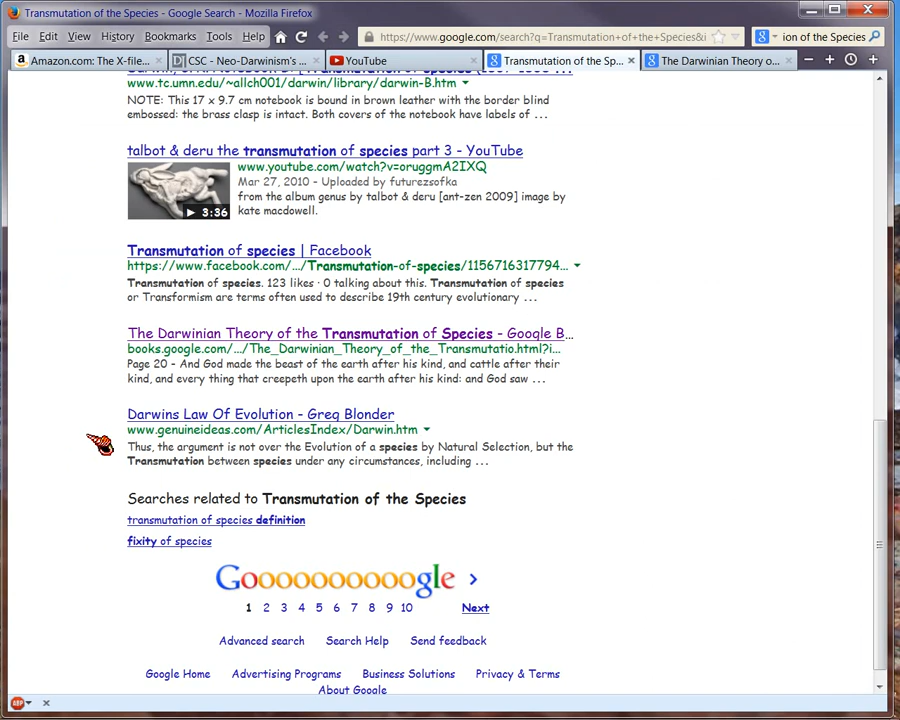 Transmutation of the Species - Google Search - Mozilla Firefox
File Edit View History Bookmarks Tools Help
https://www.google.com/search?q=Transmutation+of+the+Species&i
ion of the Species
Amazon.com: The X-file...
CSC - Neo-Darwinism's ...
YouTube
Transmutation of the Sp...
The Darwinian Theory o...
www.tc.umn.edu/~allch001/darwin/library/darwin-B.htm
NOTE: This 17 x 9.7 cm notebook is bound in brown leather with the border blind
embossed: the brass clasp is intact. Both covers of the notebook have labels of ...
talbot & deru the transmutation of species part 3 - YouTube
www.youtube.com/watch?v=oruggmA2IXQ
Mar 27, 2010 - Uploaded by futurezsofka
from the album genus by talbot & deru [ant-zen 2009] image by
kate macdowell.
3:36
Transmutation of species | Facebook
https://www.facebook.com/.../Transmutation-of-species/1156716317794...
Transmutation of species. 123 likes · 0 talking about this. Transmutation of species
or Transformism are terms often used to describe 19th century evolutionary ...
The Darwinian Theory of the Transmutation of Species - Google B...
books.google.com/.../The_Darwinian_Theory_of_the_Transmutatio.html?i...
Page 20 - And God made the beast of the earth after his kind, and cattle after their
kind, and every thing that creepeth upon the earth after his kind: and God saw ...
Darwins Law Of Evolution - Greg Blonder
www.genuineideas.com/ArticlesIndex/Darwin.htm
Thus, the argument is not over the Evolution of a species by Natural Selection, but the
Transmutation between species under any circumstances, including ...
Searches related to Transmutation of the Species
transmutation of species definition
fixity of species
Goooooooooogle
1 2 3 4 5 6 7 8 9 10 Next
Advanced search Search Help Send feedback
Google Home Advertising Programs Business Solutions Privacy & Terms
About Google
ABP